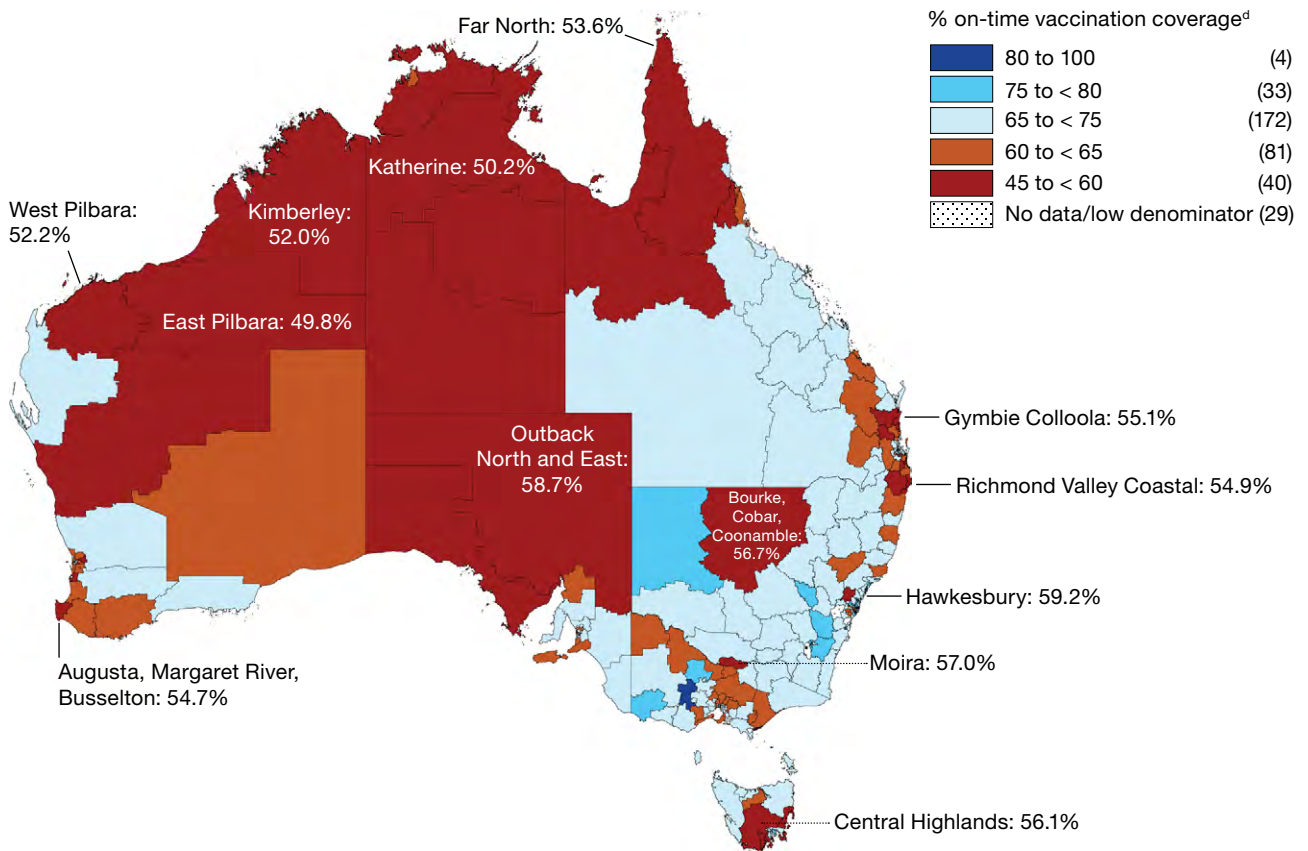 Far North: 53.6%
% on-time vaccination coverageᵈ
80 to 100 (4)
75 to < 80 (33)
65 to < 75 (172)
60 to < 65 (81)
45 to < 60 (40)
No data/low denominator (29)
Katherine: 50.2%
West Pilbara:
52.2%
Kimberley:
52.0%
East Pilbara: 49.8%
Gymbie Colloola: 55.1%
Outback
North and East:
58.7%
Richmond Valley Coastal: 54.9%
Bourke,
Cobar,
Coonamble:
56.7%
Hawkesbury: 59.2%
Augusta, Margaret River,
Busselton: 54.7%
Moira: 57.0%
Central Highlands: 56.1%